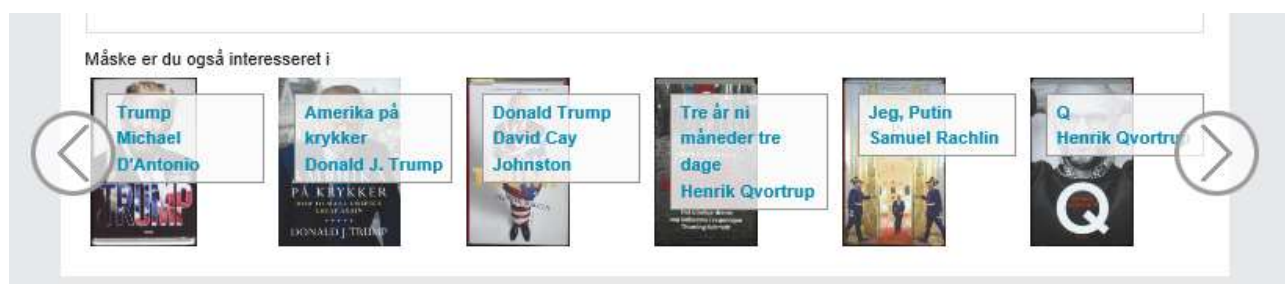 Måske er du også interesseret i
Trump
Michael
D'Antonio
TRUMP
Amerika på
krykker
Donald J. Trump
PÅ KRYKKER
DONALD J. TRUMP
Donald Trump
David Cay
Johnston
Tre år ni
måneder tre
dage
Henrik Qvortrup
Jeg, Putin
Samuel Rachlin
Q
Henrik Qvortrup
Q